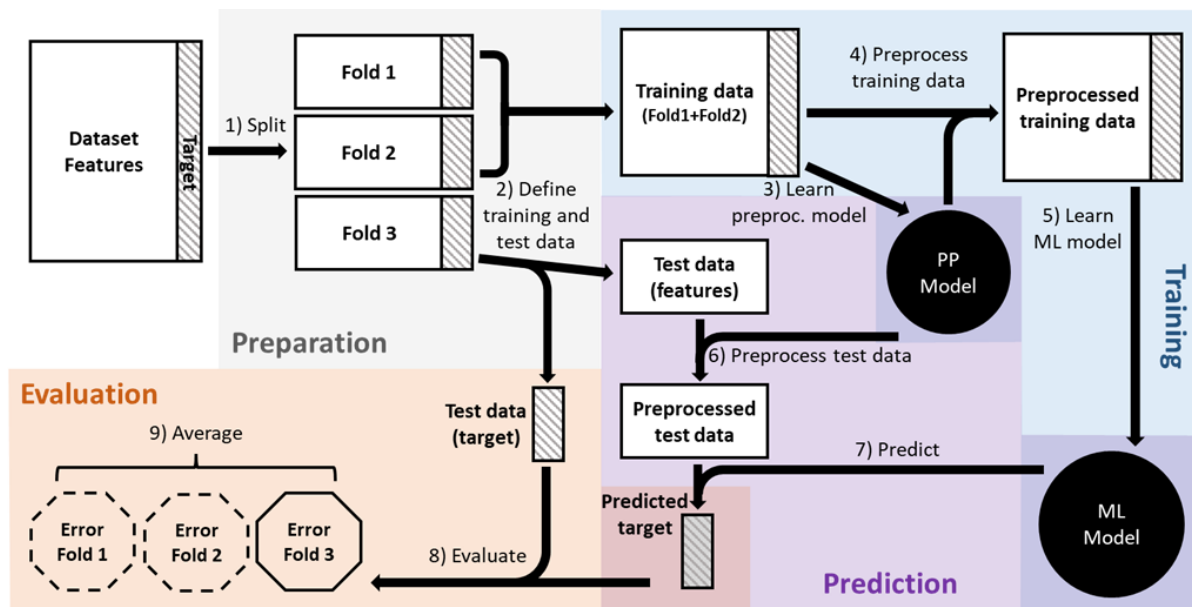 Dataset
Features
Target
1) Split
Fold 1
Fold 2
Fold 3
2) Define
training and
test data
Preparation
Training data
(Fold1+Fold2)
4) Preprocess
training data
Preprocessed
training data
3) Learn
preproc. model
PP
Model
5) Learn
ML model
Training
Test data
(features)
6) Preprocess test data
Preprocessed
test data
7) Predict
ML
Model
Predicted
target
Prediction
Evaluation
Test data
(target)
9) Average
Error
Fold 1
Error
Fold 2
Error
Fold 3
8) Evaluate